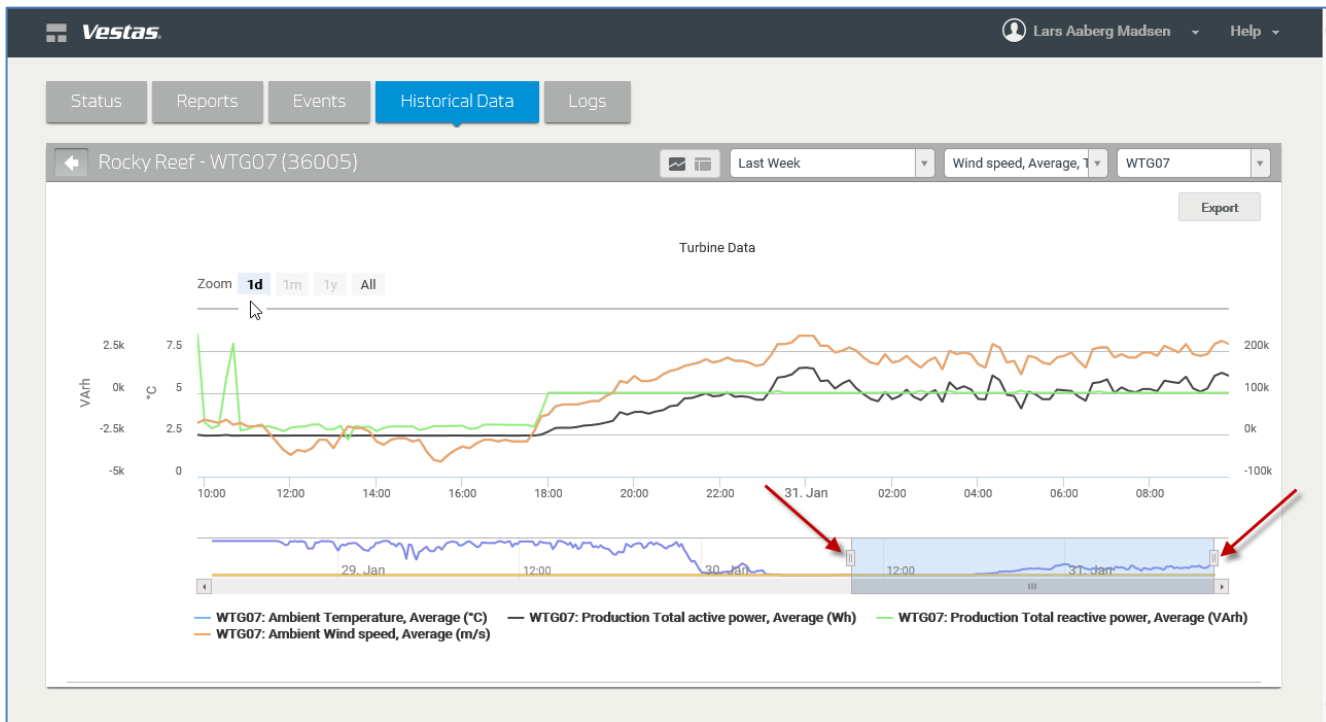 Vestas.
Lars Aaberg Madsen Help
Status Reports Events Historical Data Logs
Rocky Reef - WTG07 (36005) Last Week Wind speed, Average, T WTG07
Export
Turbine Data
Zoom 1d 1m 1y All
2.5k 7.5 200k
0k 5 100k
VArh °C
-2.5k 2.5 0k
-5k 0 -100k
10:00 12:00 14:00 16:00 18:00 20:00 22:00 31. Jan 02:00 04:00 06:00 08:00
29. Jan 12:00 30. Jan 12:00 31. Jan
WTG07: Ambient Temperature, Average (°C) WTG07: Production Total active power, Average (Wh) WTG07: Production Total reactive power, Average (VArh)
WTG07: Ambient Wind speed, Average (m/s)